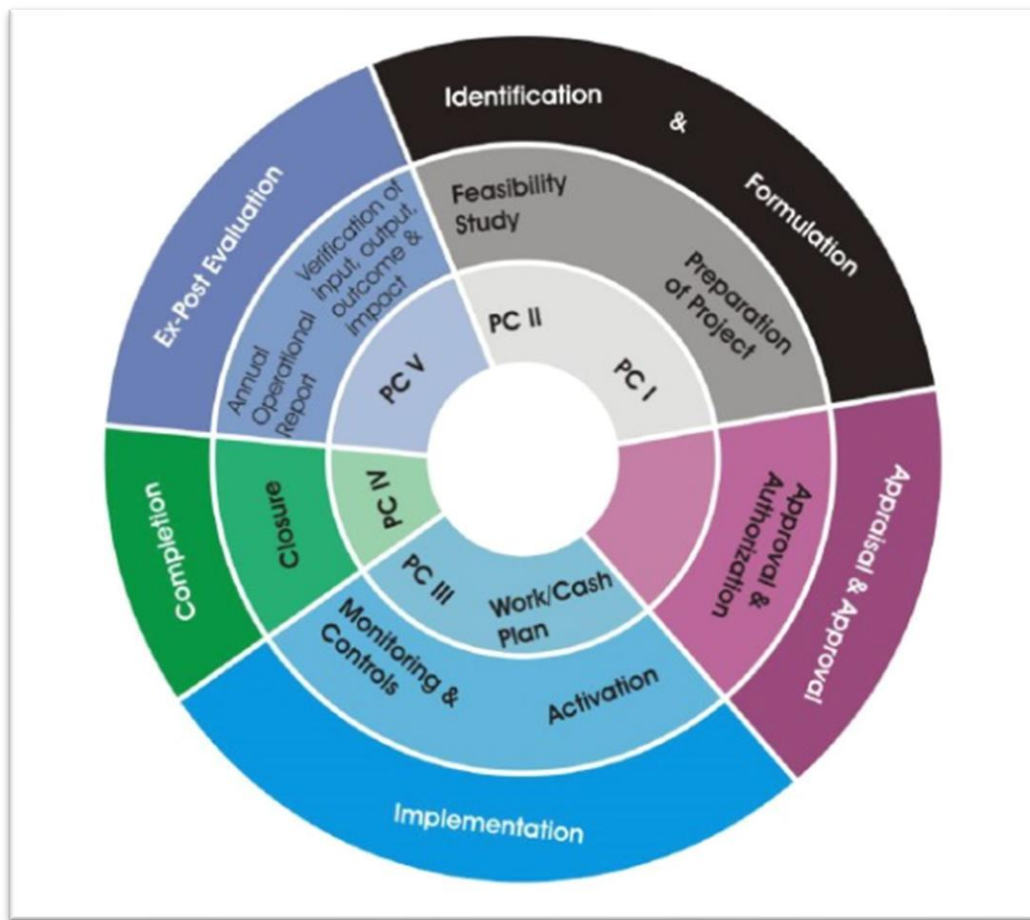 Identification
&
Formulation
Feasibility
Study
Preparation
of Project
PC II
PC I
Appraisal & Approval
Approval &
Authorization
Implementation
Activation
Monitoring &
Controls
Work/Cash
Plan
PC III
Completion
Closure
PC IV
Ex-Post Evaluation
Annual
Operational
Report
Verification of
input, output,
outcome &
impact
PC V